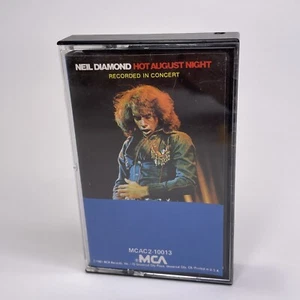 NEIL DIAMOND HOT AUGUST NIGHT
RECORDED IN CONCERT
MCAC2 10013
MCA